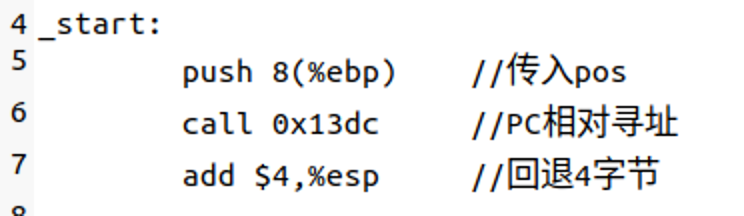 4 _start:
5 push 8(%ebp) //传入pos
6 call 0x13dc //PC相对寻址
7 add $4,%esp //回退4字节